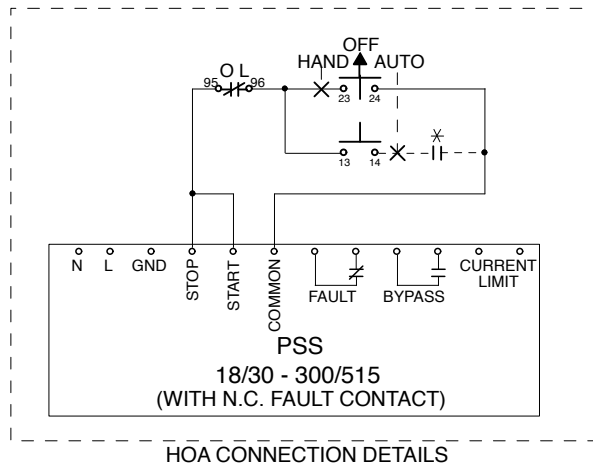 OFF
HAND AUTO
O L
95 96
23 24
13 14
N L GND STOP START COMMON FAULT BYPASS CURRENT LIMIT
PSS
18/30 - 300/515
(WITH N.C. FAULT CONTACT)
HOA CONNECTION DETAILS